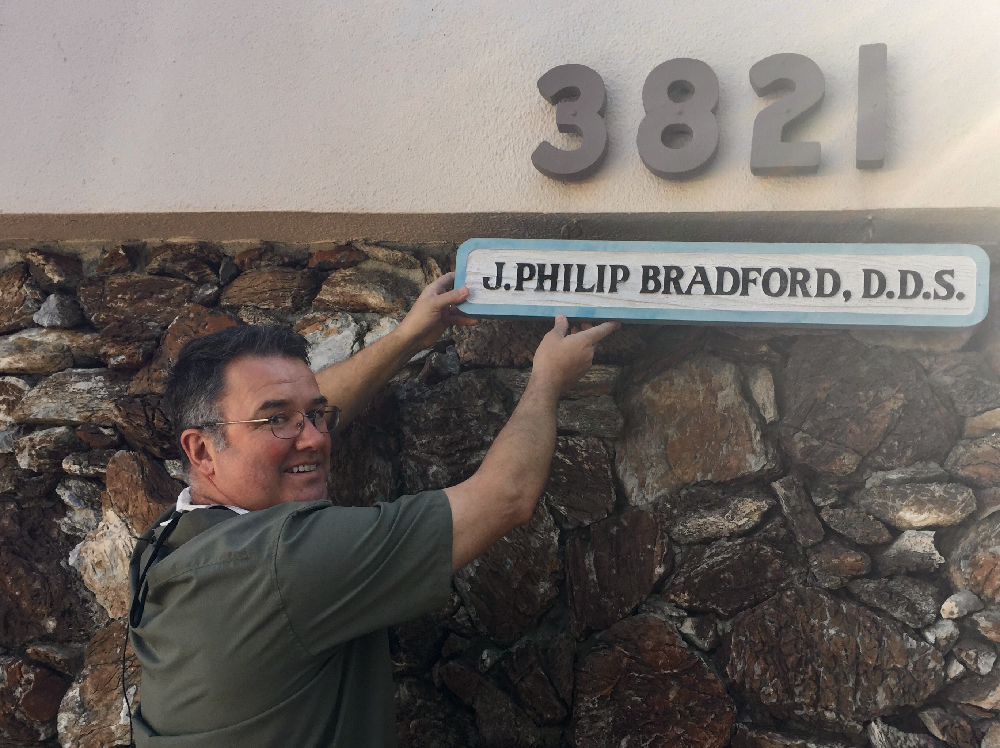 3821
J.PHILIP BRADFORD, D.D.S.